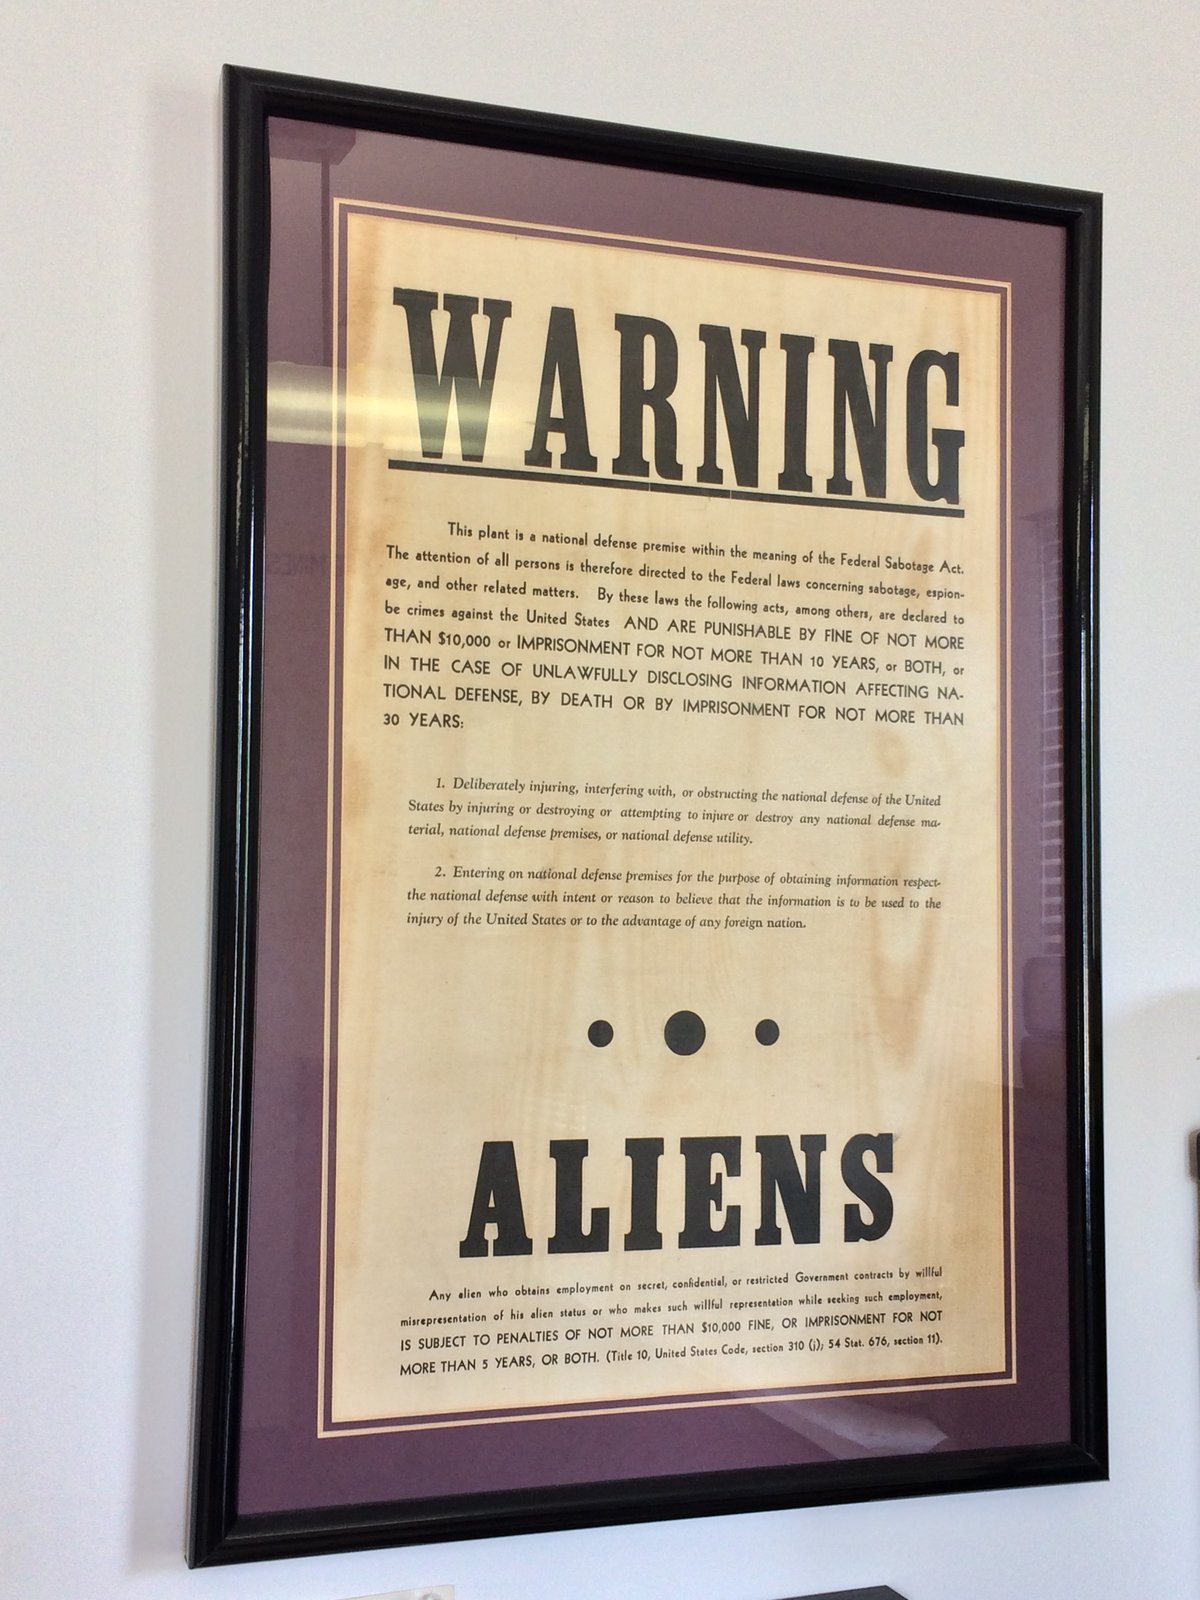 WARNING
This plant is a national defense premise within the meaning of the Federal Sabotage Act.
The attention of all persons is therefore directed to the Federal laws concerning sabotage, espion-
age, and other related matters. By these laws the following acts, among others, are declared to
be crimes against the United States AND ARE PUNISHABLE BY FINE OF NOT MORE
THAN $10,000 or IMPRISONMENT FOR NOT MORE THAN 10 YEARS, or BOTH, or
IN THE CASE OF UNLAWFULLY DISCLOSING INFORMATION AFFECTING NA-
TIONAL DEFENSE, BY DEATH OR BY IMPRISONMENT FOR NOT MORE THAN
30 YEARS:
1. Deliberately injuring, interfering with, or obstructing the national defense of the United
States by injuring or destroying or attempting to injure or destroy any national defense ma-
terial, national defense premises, or national defense utility.
2. Entering on national defense premises for the purpose of obtaining information respect-
the national defense with intent or reason to believe that the information is to be used to the
injury of the United States or to the advantage of any foreign nation.
ALIENS
Any alien who obtains employment on secret, confidential, or restricted Government contracts by willful
misrepresentation of his alien status or who makes such willful representation while seeking such employment,
IS SUBJECT TO PENALTIES OF NOT MORE THAN $10,000 FINE, OR IMPRISONMENT FOR NOT
MORE THAN 5 YEARS, OR BOTH. (Title 10, United States Code, section 310 (j); 54 Stat. 676, section 11).